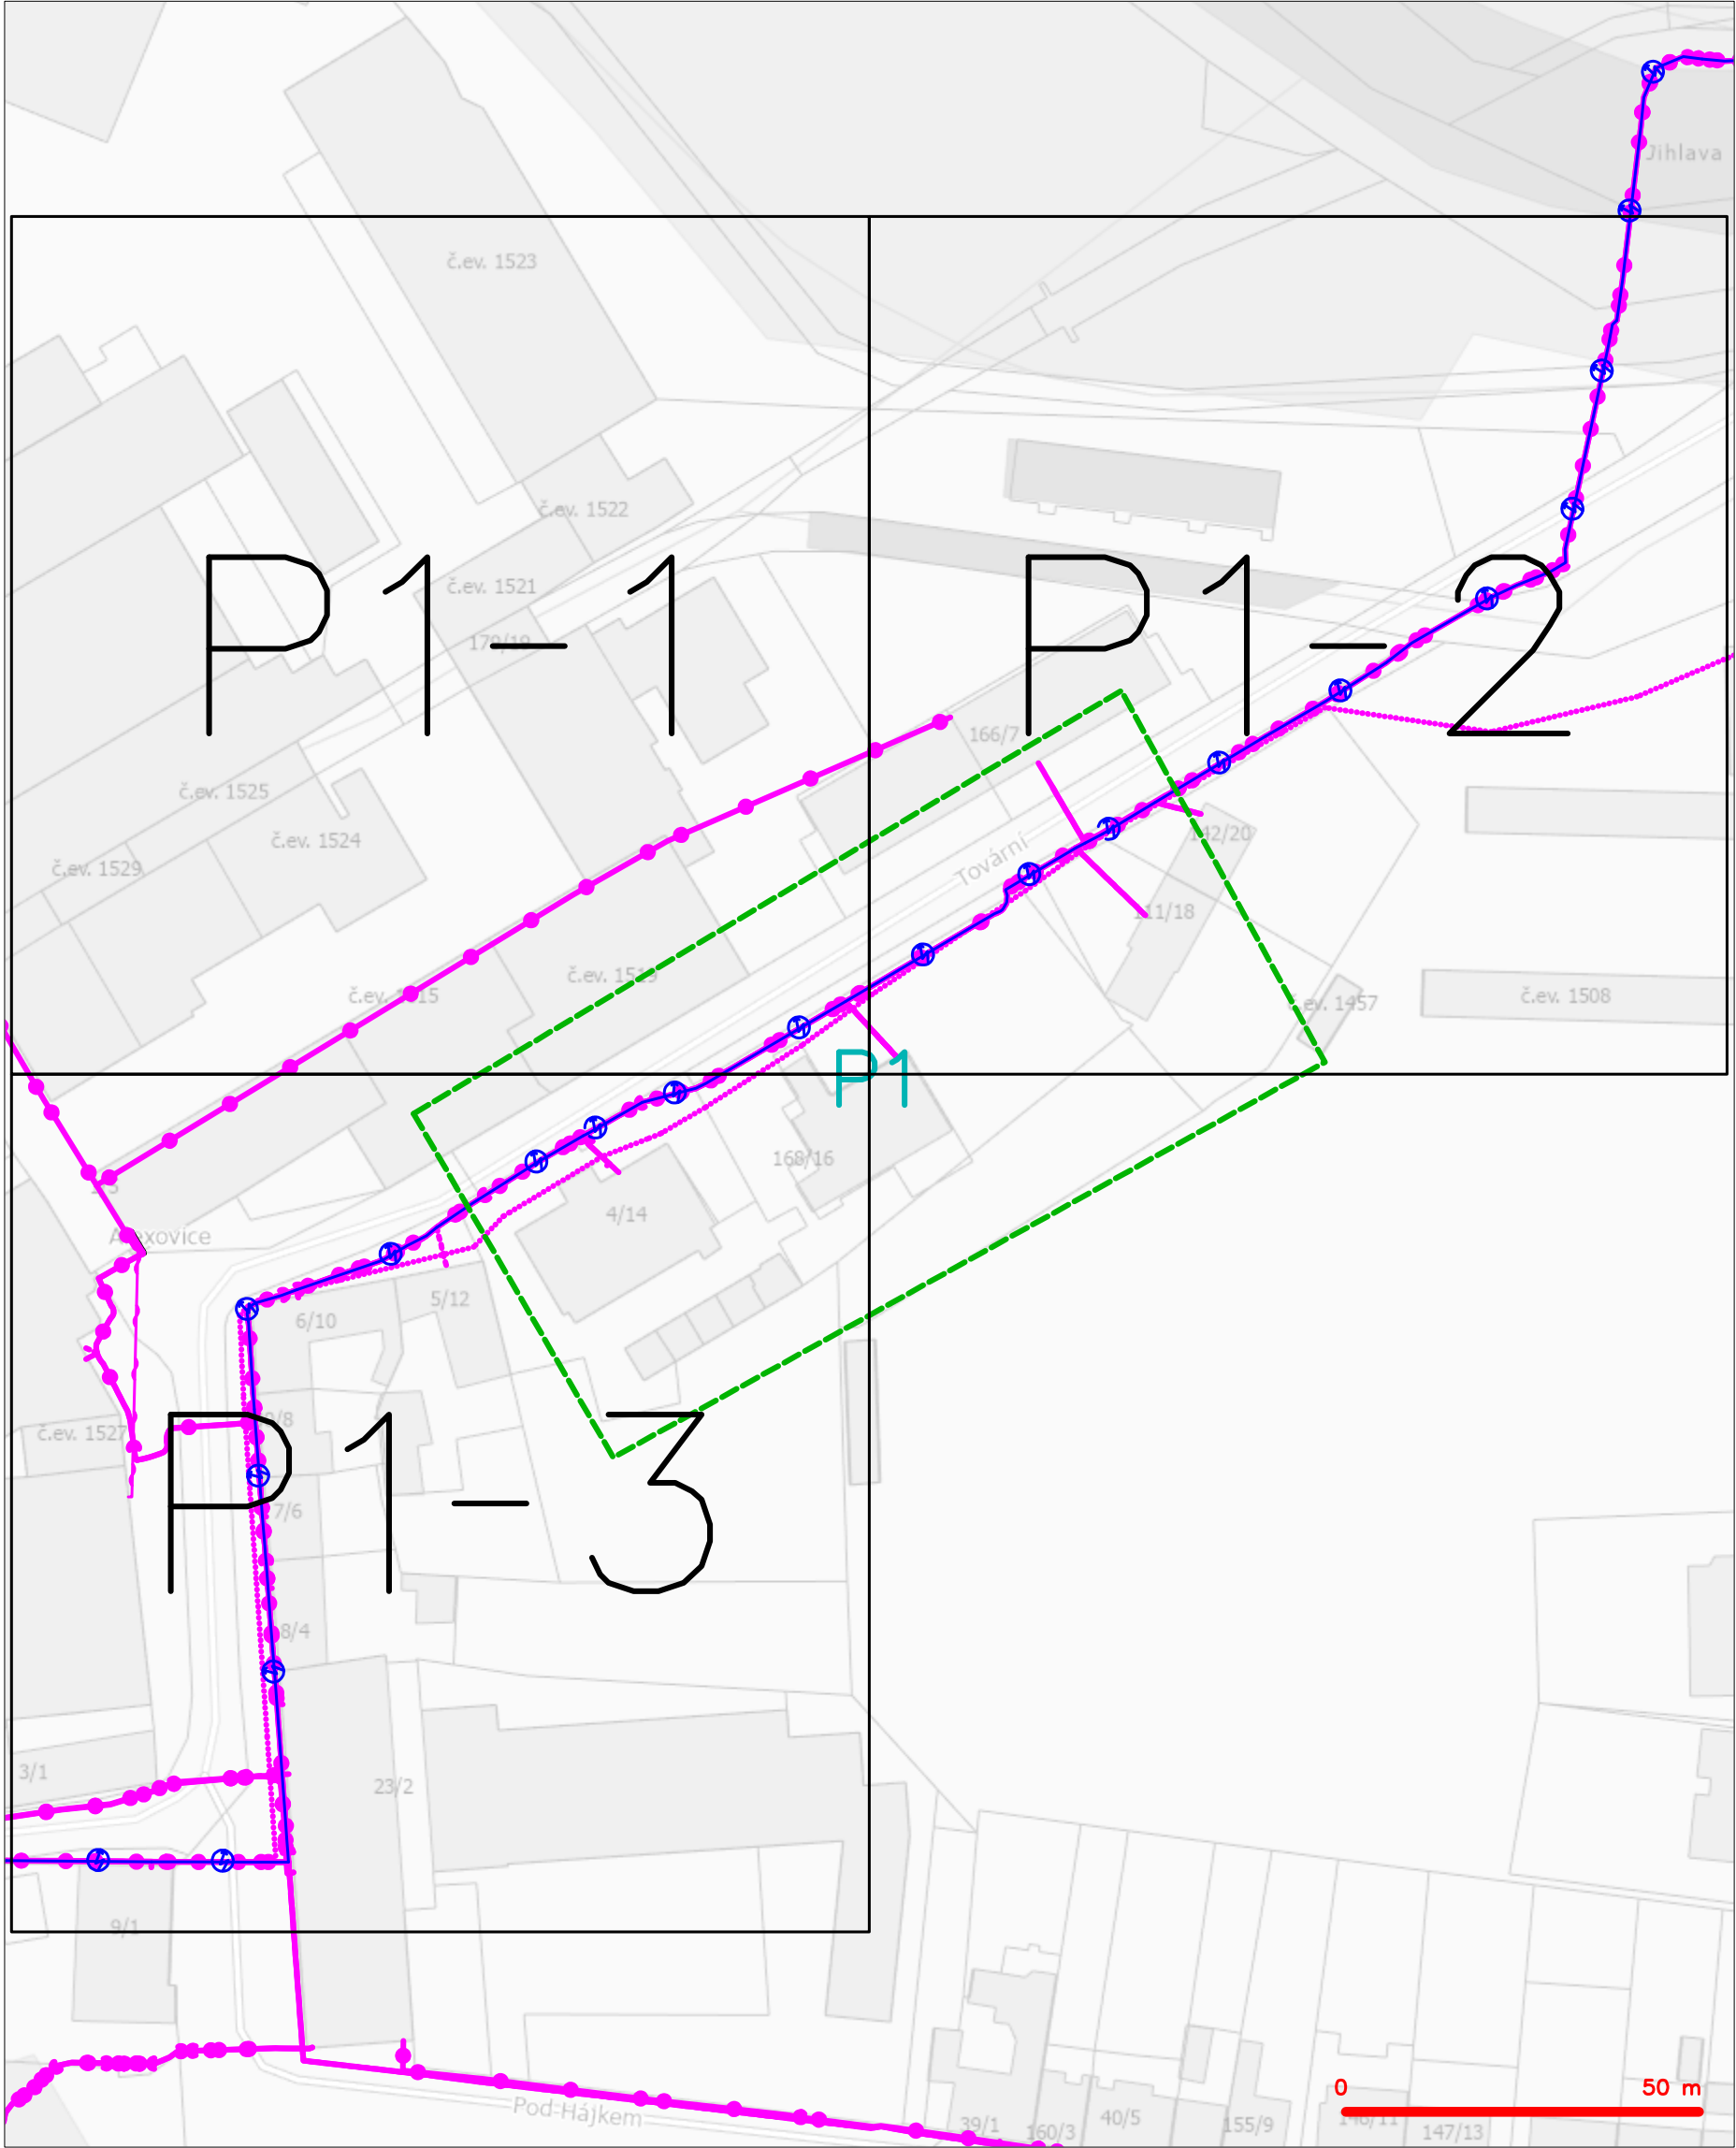 Jihlava
č.ev. 1523
č.ev. 1522
č.ev. 1521
P1-1
P1-2
166/7
č.ev. 1525
č.ev. 1524
142/20
Tovární
č.ev. 1529
111/18
č.ev. 1519
č.ev. 1508
P1
168/16
4/14
5/12
6/10
č.ev. 1527
P1-3
7/6
8/4
3/1
23/2
9/1
0
50 m
Pod-Hájkem
39/1
160/3
40/5
155/9
147/13